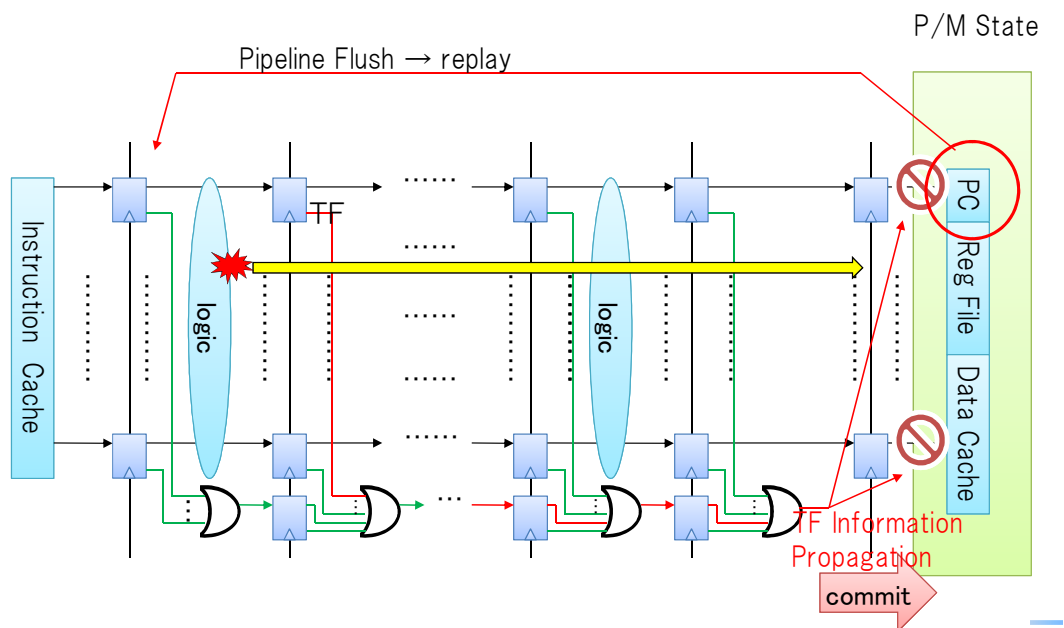 P/M State
Pipeline Flush → replay
Instruction Cache
logic
TF
......
......
......
......
...
logic
PC
Reg File
Data Cache
TF Information
Propagation
commit